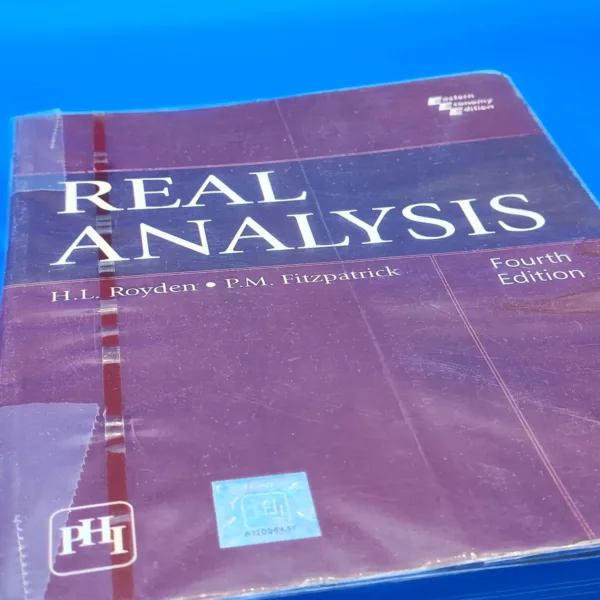 Eastern
Economy
Edition
REAL
ANALYSIS
H.L. Royden • P.M. Fitzpatrick
Fourth
Edition
PHI